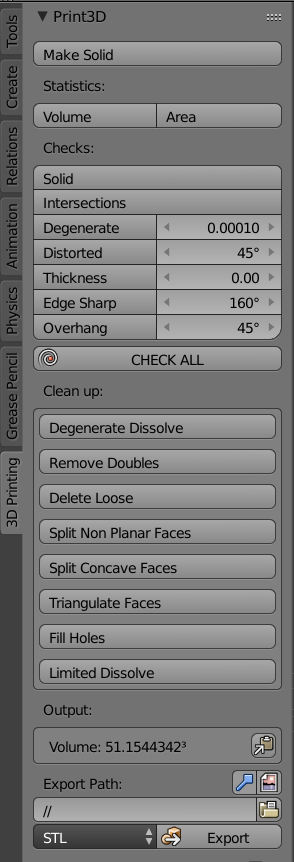 Print3D
Make Solid
Statistics:
Volume Area
Checks:
Solid
Intersections
Degenerate 0.00010
Distorted 45°
Thickness 0.00
Edge Sharp 160°
Overhang 45°
CHECK ALL
Clean up:
Degenerate Dissolve
Remove Doubles
Delete Loose
Split Non Planar Faces
Split Concave Faces
Triangulate Faces
Fill Holes
Limited Dissolve
Output:
Volume: 51.1544342³
Export Path:
//
STL Export
Tools
Create
Relations
Animation
Physics
Grease Pencil
3D Printing